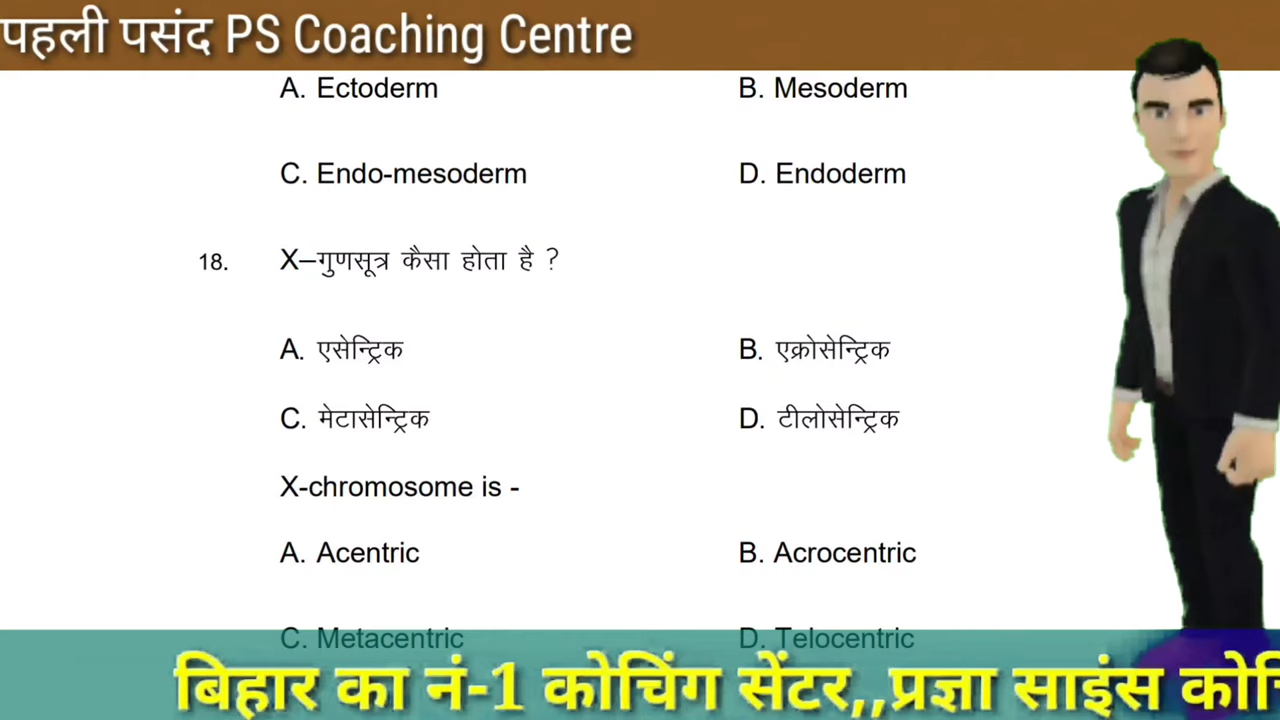 पहली पसंद PS Coaching Centre
A. Ectoderm B. Mesoderm
C. Endo-mesoderm D. Endoderm
18. X–गुणसूत्र कैसा होता है ?
A. एसेन्ट्रिक B. एक्रोसेन्ट्रिक
C. मेटासेन्ट्रिक D. टीलोसेन्ट्रिक
X-chromosome is -
A. Acentric B. Acrocentric
C. Metacentric D. Telocentric
बिहार का नं-1 कोचिंग सेंटर,,प्रज्ञा साइंस